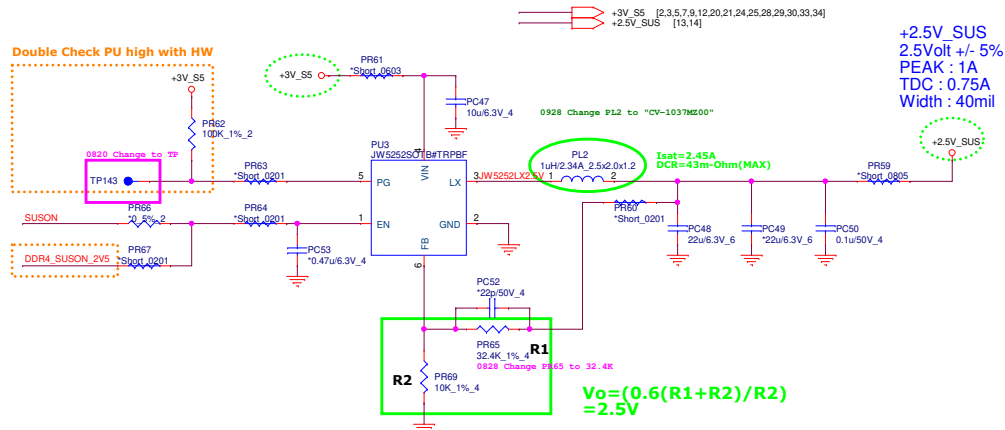 +3V_S5 [2,3,5,7,9,12,20,21,24,25,28,29,30,33,34]
+2.5V_SUS [13,14]
+2.5V_SUS
2.5Volt +/- 5%
PEAK : 1A
TDC : 0.75A
Width : 40mil
Double Check PU high with HW
+3V_S5
PR62
100K_1%_2
0820 Change to TP
TP143
PR63
*Short_0201
+3V_S5
PR61
*Short_0603
PC47
10u/6.3V_4
0928 Change PL2 to "CV-1037MZ00"
PU3
JW5252SOTB#TRPBF
4
VIN
5
PG
LX
3
JW5252LX2.5V
1
EN
GND
2
FB
6
PL2
1uH/2.34A_2.5x2.0x1.2
1
2
Isat=2.45A
DCR=43m-Ohm(MAX)
PR59
*Short_0805
+2.5V_SUS
PR60
*Short_0201
PC48
22u/6.3V_6
PC49
*22u/6.3V_6
PC50
0.1u/50V_4
SUSON
PR66
*0_5%_2
PR64
*Short_0201
DDR4_SUSON_2V5
PR67
*Short_0201
PC53
*0.47u/6.3V_4
PC52
*22p/50V_4
PR65
32.4K_1%_4
R1
0828 Change PR65 to 32.4K
R2
PR69
10K_1%_4
Vo=(0.6(R1+R2)/R2)
=2.5V